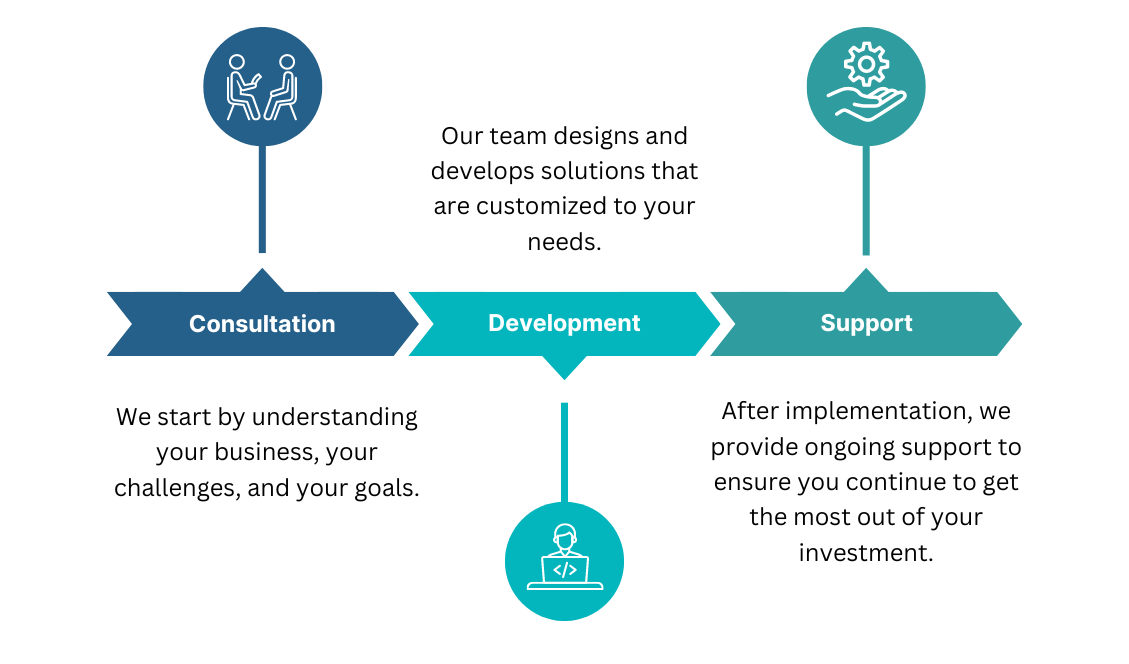 Our team designs and
develops solutions that
are customized to your
needs.
Consultation
Development
Support
We start by understanding
your business, your
challenges, and your goals.
After implementation, we
provide ongoing support to
ensure you continue to get
the most out of your
investment.
</>